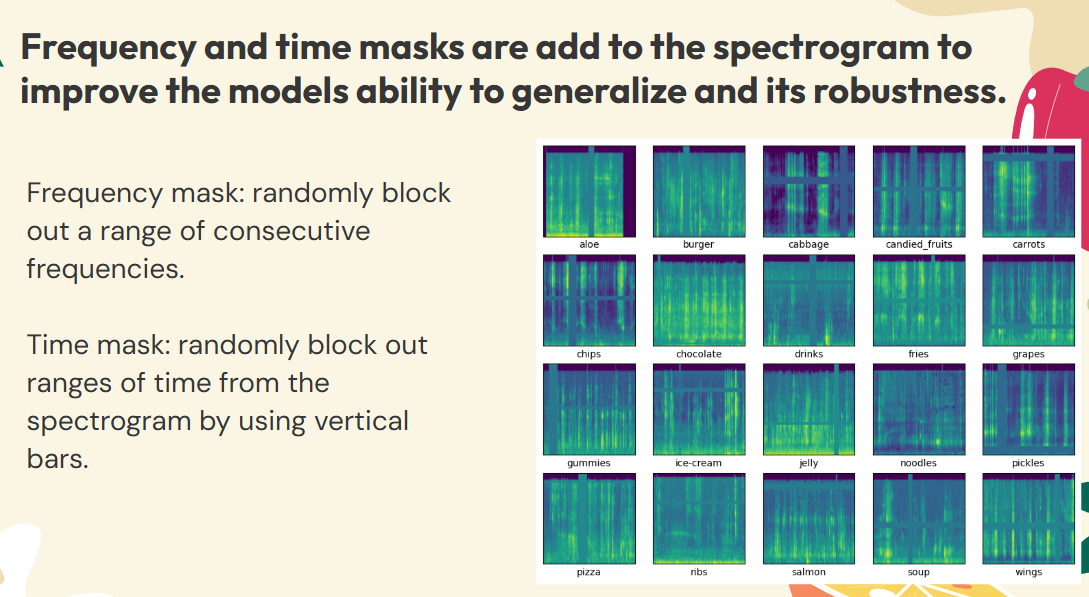 Frequency and time masks are add to the spectrogram to
improve the models ability to generalize and its robustness.
Frequency mask: randomly block
out a range of consecutive
frequencies.
Time mask: randomly block out
ranges of time from the
spectrogram by using vertical
bars.
aloe burger cabbage candied_fruits carrots
chips chocolate drinks fries grapes
gummies ice-cream jelly noodles pickles
pizza ribs salmon soup wings